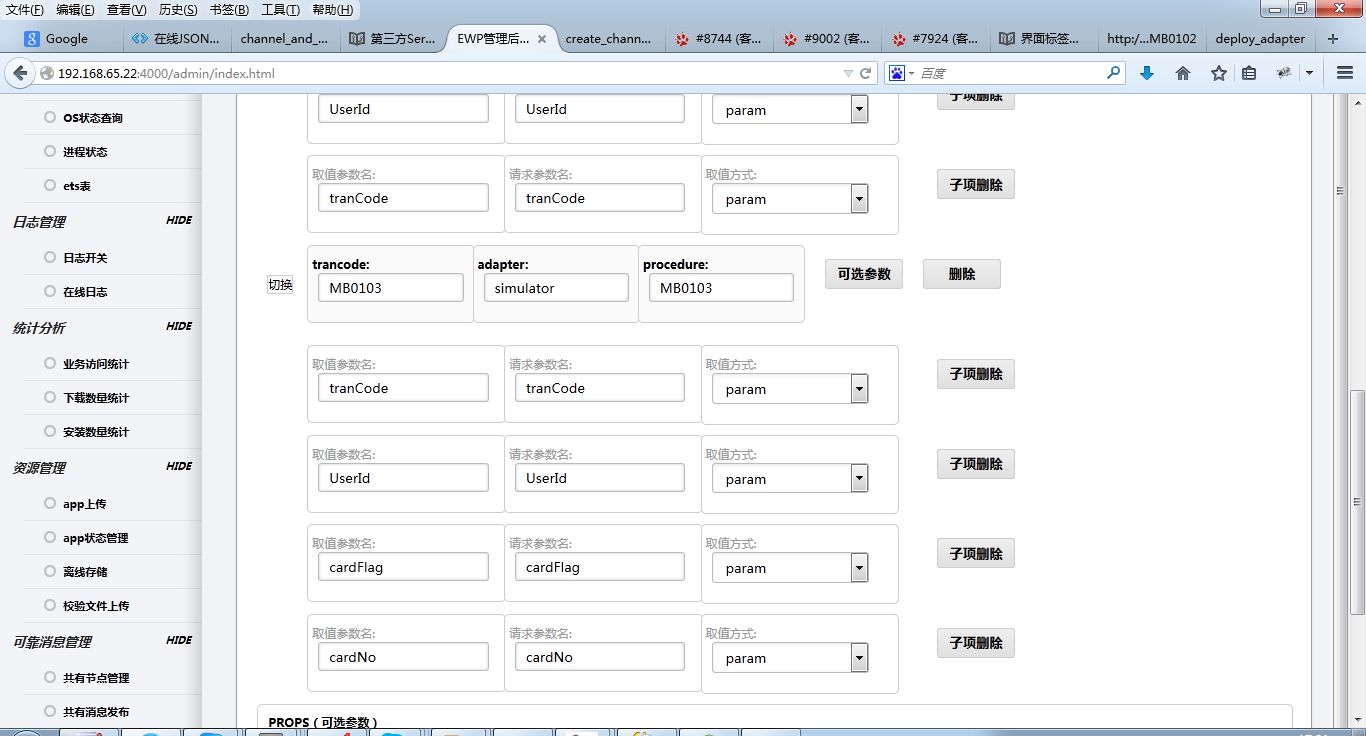 文件(F) 编辑(E) 查看(V) 历史(S) 书签(B) 工具(T) 帮助(H)
Google 在线JSON... channel_and_... 第三方Ser... EWP管理后... create_chann... #8744 (客... #9002 (客... #7924 (客... 界面标签... http:/...MB0102 deploy_adapter
192.168.65.22:4000/admin/index.html 百度
OS状态查询
进程状态
ets表
日志管理 HIDE
日志开关
在线日志
统计分析 HIDE
业务访问统计
下载数量统计
安装数量统计
资源管理 HIDE
app上传
app状态管理
离线存储
校验文件上传
可靠消息管理 HIDE
共有节点管理
共有消息发布
UserId UserId param 子项删除
取值参数名: 请求参数名: 取值方式:
tranCode tranCode param 子项删除
切换
trancode: adapter: procedure:
MB0103 simulator MB0103 可选参数 删除
取值参数名: 请求参数名: 取值方式:
tranCode tranCode param 子项删除
取值参数名: 请求参数名: 取值方式:
UserId UserId param 子项删除
取值参数名: 请求参数名: 取值方式:
cardFlag cardFlag param 子项删除
取值参数名: 请求参数名: 取值方式:
cardNo cardNo param 子项删除
PROPS ( 可选参数 )